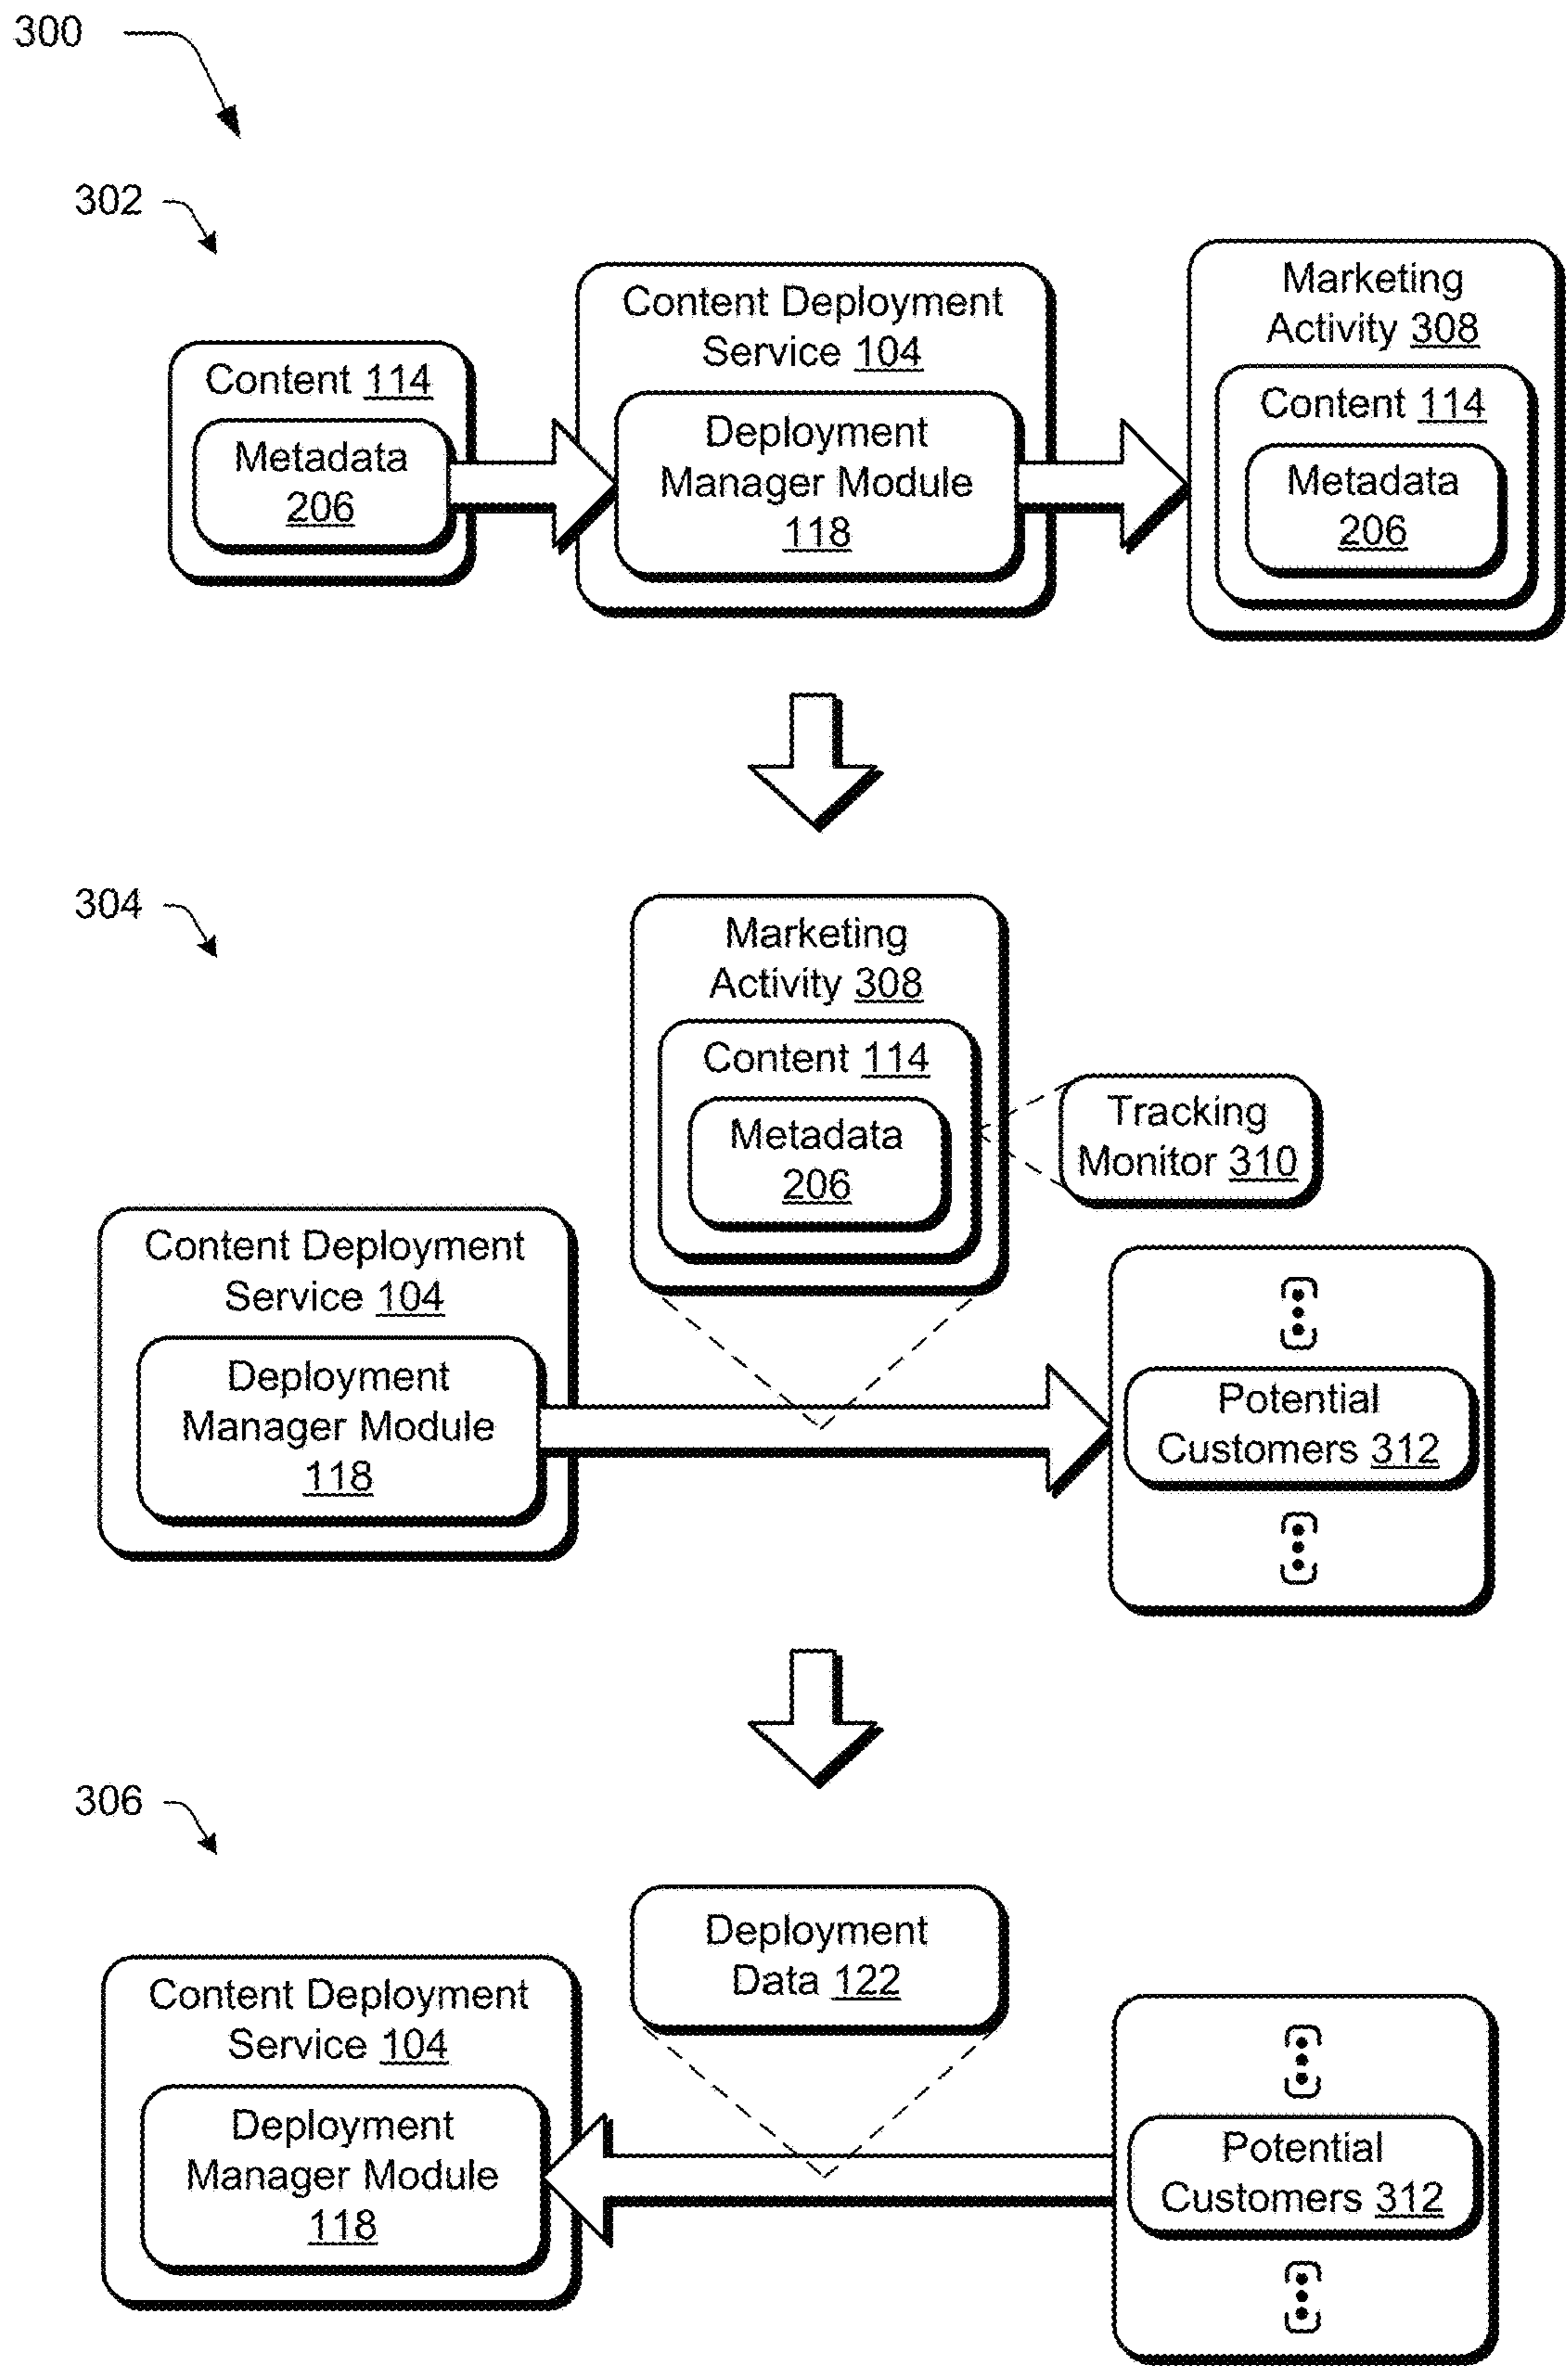 300
302
Content 114
Metadata
206
Content Deployment
Service 104
Deployment
Manager Module
118
Marketing
Activity 308
Content 114
Metadata
206
304
Marketing
Activity 308
Content 114
Metadata
206
Tracking
Monitor 310
Content Deployment
Service 104
Deployment
Manager Module
118
Potential
Customers 312
306
Deployment
Data 122
Content Deployment
Service 104
Deployment
Manager Module
118
Potential
Customers 312